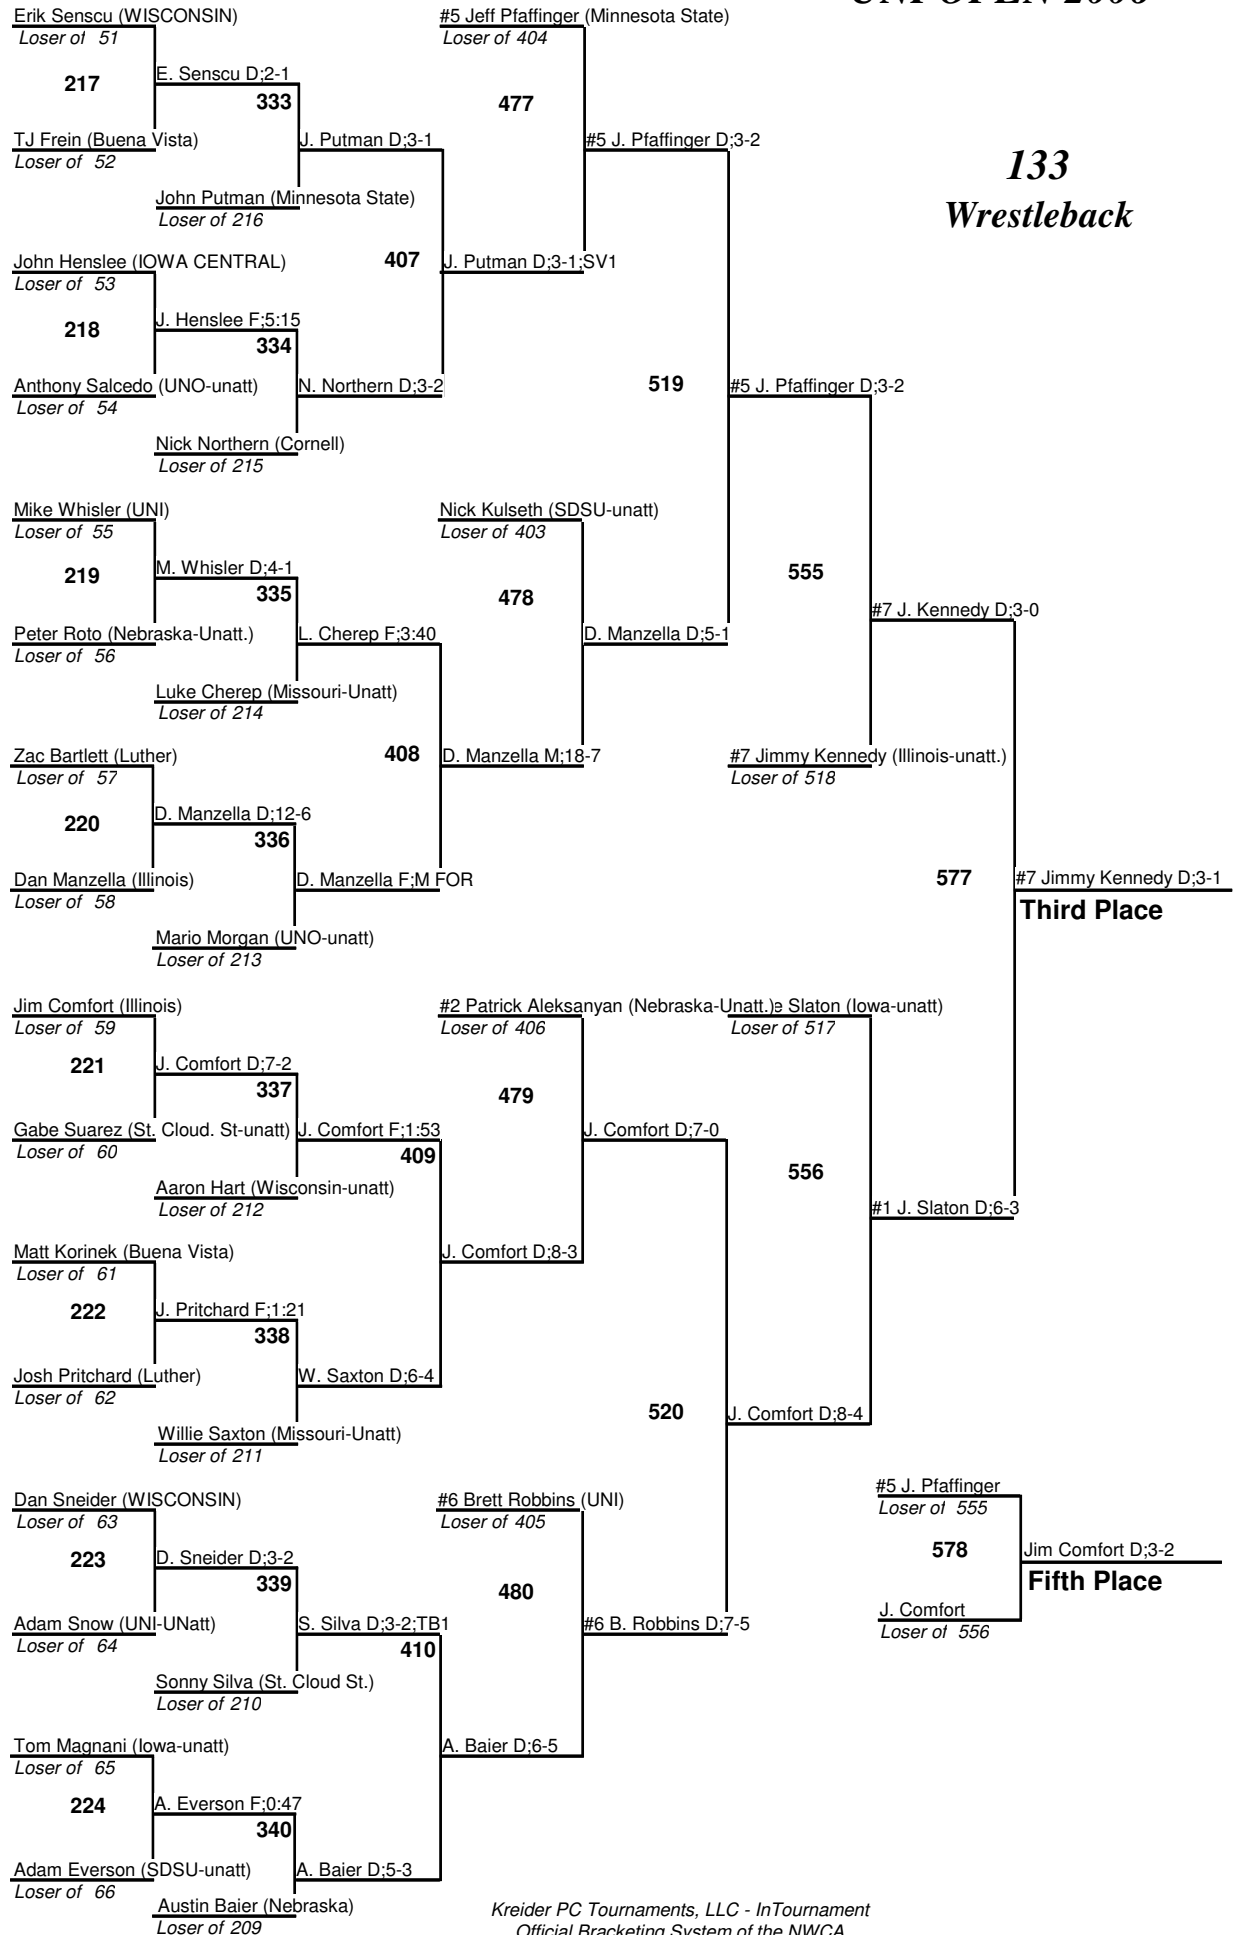 Erik Senscu (WISCONSIN)
Loser of 51
217
E. Senscu D;2-1
333
TJ Frein (Buena Vista)
Loser of 52
J. Putman D;3-1
John Putman (Minnesota State)
Loser of 216
John Henslee (IOWA CENTRAL)
Loser of 53
407
J. Putman D;3-1;SV1
218
J. Henslee F;5:15
334
Anthony Salcedo (UNO-unatt)
Loser of 54
N. Northern D;3-2
Nick Northern (Cornell)
Loser of 215
#5 Jeff Pfaffinger (Minnesota State)
Loser of 404
477
#5 J. Pfaffinger D;3-2
133
Wrestleback
519
#5 J. Pfaffinger D;3-2
Mike Whisler (UNI)
Loser of 55
219
M. Whisler D;4-1
335
Peter Roto (Nebraska-Unatt.)
Loser of 56
L. Cherep F;3:40
Luke Cherep (Missouri-Unatt)
Loser of 214
Nick Kulseth (SDSU-unatt)
Loser of 403
478
D. Manzella D;5-1
555
#7 J. Kennedy D;3-0
Zac Bartlett (Luther)
Loser of 57
408
D. Manzella M;18-7
#7 Jimmy Kennedy (Illinois-unatt.)
Loser of 518
220
D. Manzella D;12-6
336
Dan Manzella (Illinois)
Loser of 58
D. Manzella F;M FOR
Mario Morgan (UNO-unatt)
Loser of 213
577
#7 Jimmy Kennedy D;3-1
Third Place
Jim Comfort (Illinois)
Loser of 59
221
J. Comfort D;7-2
337
Gabe Suarez (St. Cloud. St-unatt)
Loser of 60
J. Comfort F;1:53
409
Aaron Hart (Wisconsin-unatt)
Loser of 212
#2 Patrick Aleksanyan (Nebraska-Unatt.)
Loser of 406
e Slaton (Iowa-unatt)
Loser of 517
479
J. Comfort D;7-0
556
#1 J. Slaton D;6-3
Matt Korinek (Buena Vista)
Loser of 61
J. Comfort D;8-3
222
J. Pritchard F;1:21
338
Josh Pritchard (Luther)
Loser of 62
W. Saxton D;6-4
Willie Saxton (Missouri-Unatt)
Loser of 211
520
J. Comfort D;8-4
Dan Sneider (WISCONSIN)
Loser of 63
223
D. Sneider D;3-2
339
Adam Snow (UNI-UNatt)
Loser of 64
S. Silva D;3-2;TB1
410
Sonny Silva (St. Cloud St.)
Loser of 210
#6 Brett Robbins (UNI)
Loser of 405
480
#6 B. Robbins D;7-5
#5 J. Pfaffinger
Loser of 555
578
Jim Comfort D;3-2
Fifth Place
J. Comfort
Loser of 556
Tom Magnani (Iowa-unatt)
Loser of 65
A. Baier D;6-5
224
A. Everson F;0:47
340
Adam Everson (SDSU-unatt)
Loser of 66
A. Baier D;5-3
Austin Baier (Nebraska)
Loser of 209
Kreider PC Tournaments, LLC - InTournament
Official Bracketing System of the NWCA